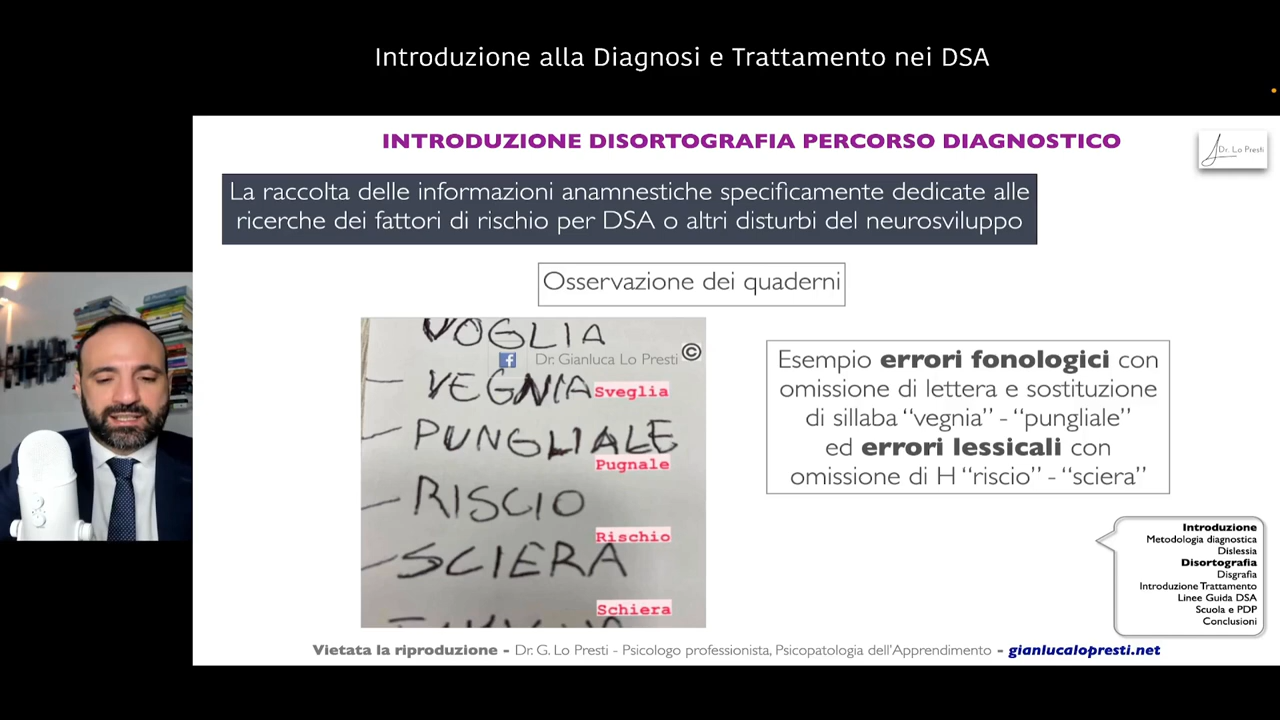 Introduzione alla Diagnosi e Trattamento nei DSA
INTRODUZIONE DISORTOGRAFIA PERCORSO DIAGNOSTICO
Dr. Lo Presti
La raccolta delle informazioni anamnestiche specificamente dedicate alle
ricerche dei fattori di rischio per DSA o altri disturbi del neurosviluppo
Osservazione dei quaderni
VOGLIA
Dr. Gianluca Lo Presti ©
VEGNIA Sveglia
PUNGLIALE
Pugnale
RISCIO
Rischio
SCIERA
Schiera
Esempio errori fonologici con
omissione di lettera e sostituzione
di sillaba “vegnia” - “pungliale”
ed errori lessicali con
omissione di H “riscio” - “sciera”
Introduzione
Metodologia diagnostica
Dislessia
Disortografia
Disgrafia
Introduzione Trattamento
Linee Guida DSA
Scuola e PDP
Conclusioni
Vietata la riproduzione - Dr. G. Lo Presti - Psicologo professionista, Psicopatologia dell'Apprendimento - gianlucalopresti.net